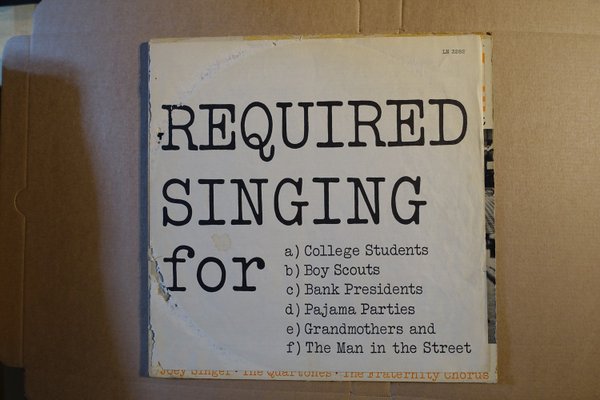 LN 3282
REQUIRED
SINGING
for
a) College Students
b) Boy Scouts
c) Bank Presidents
d) Pajama Parties
e) Grandmothers and
f) The Man in the Street
Joey Singer · The Quartones · The Fraternity Chorus